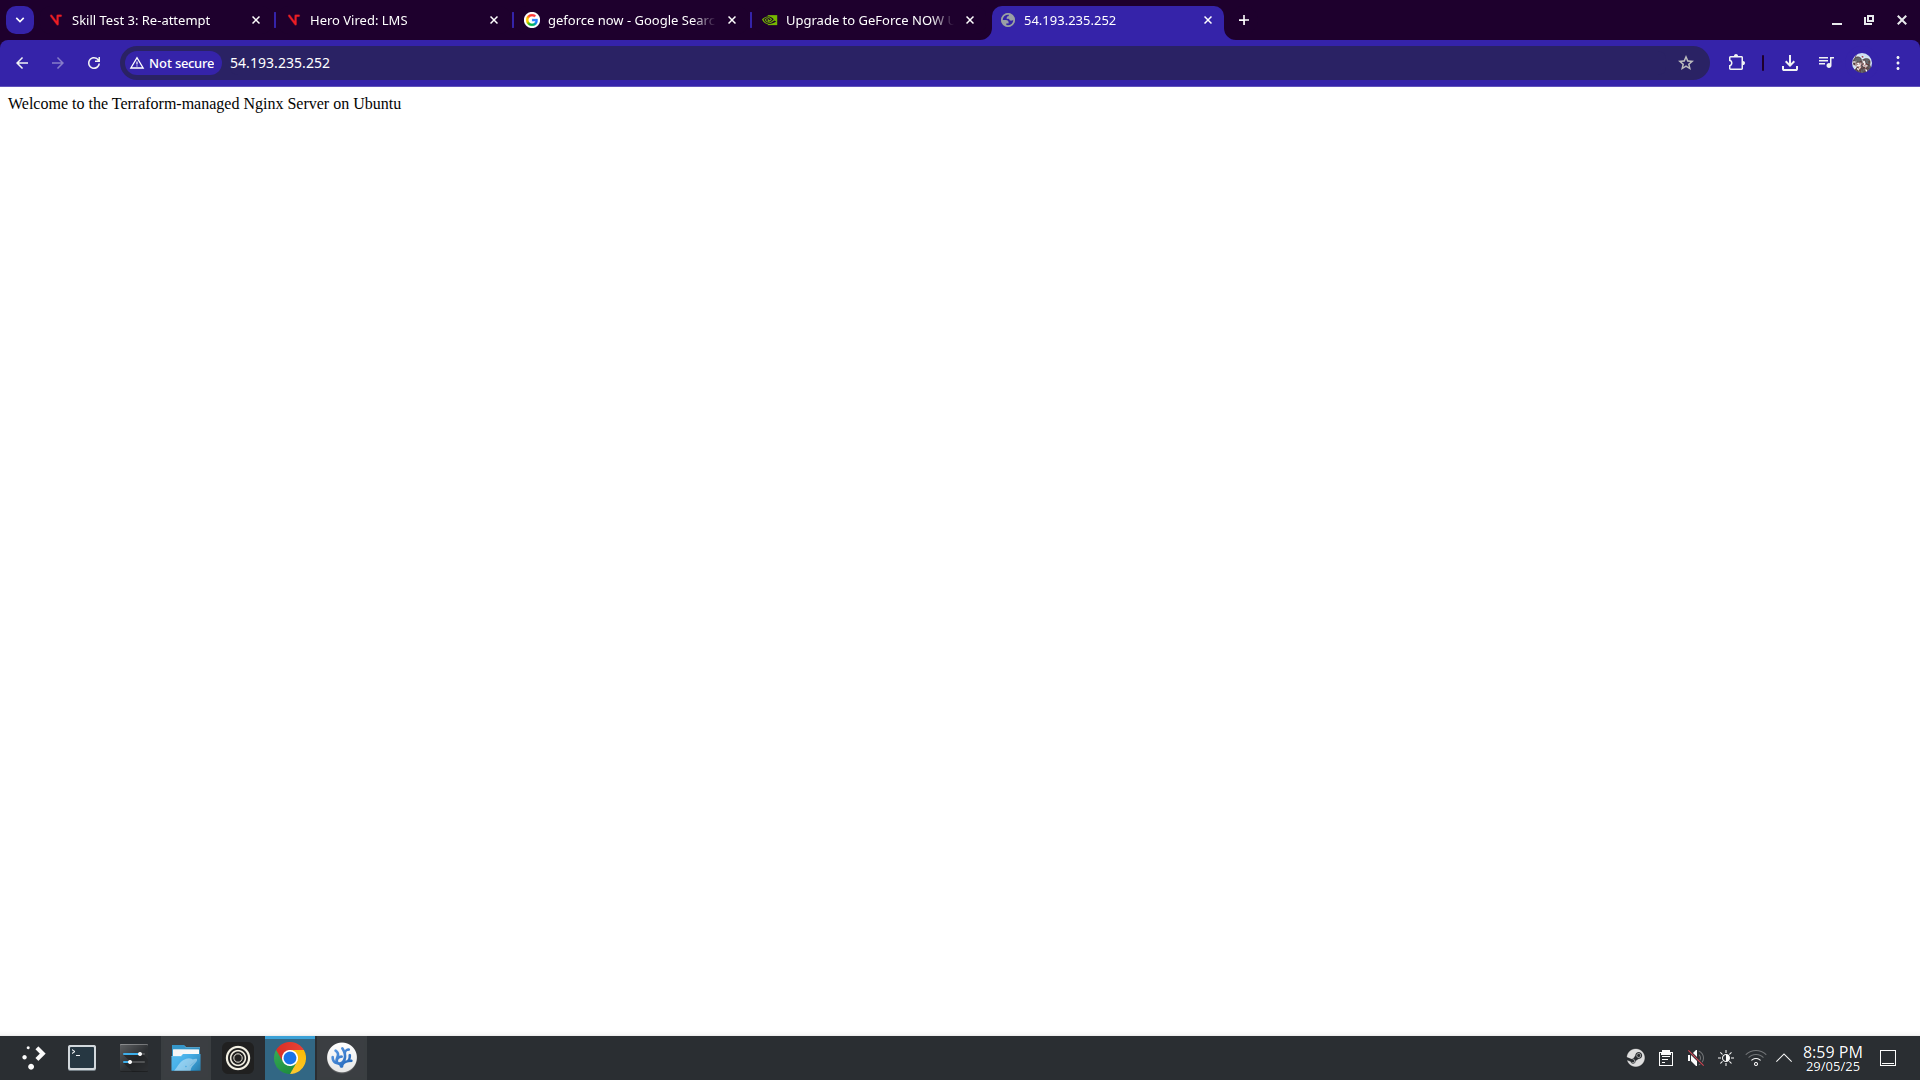 Skill Test 3: Re-attempt
Hero Vired: LMS
geforce now - Google Searc
Upgrade to GeForce NOW
54.193.235.252
Not secure
54.193.235.252
Welcome to the Terraform-managed Nginx Server on Ubuntu
8:59 PM
29/05/25